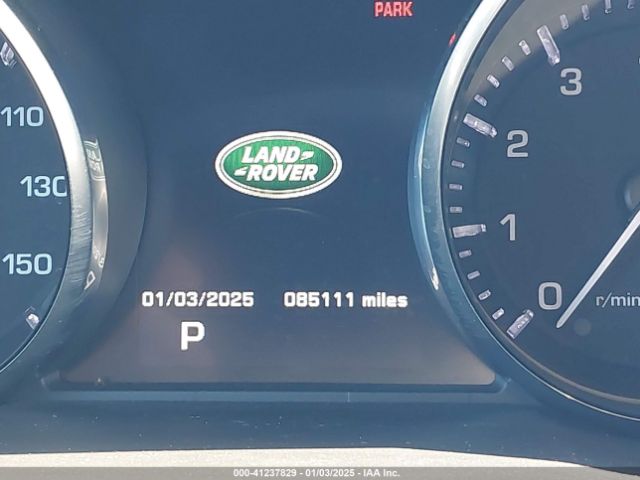 PARK
110
130
150
LAND
ROVER
3
2
1
0
r/min
01/03/2025 085111 miles
P
000-41237829 - 01/03/2025 - IAA Inc.